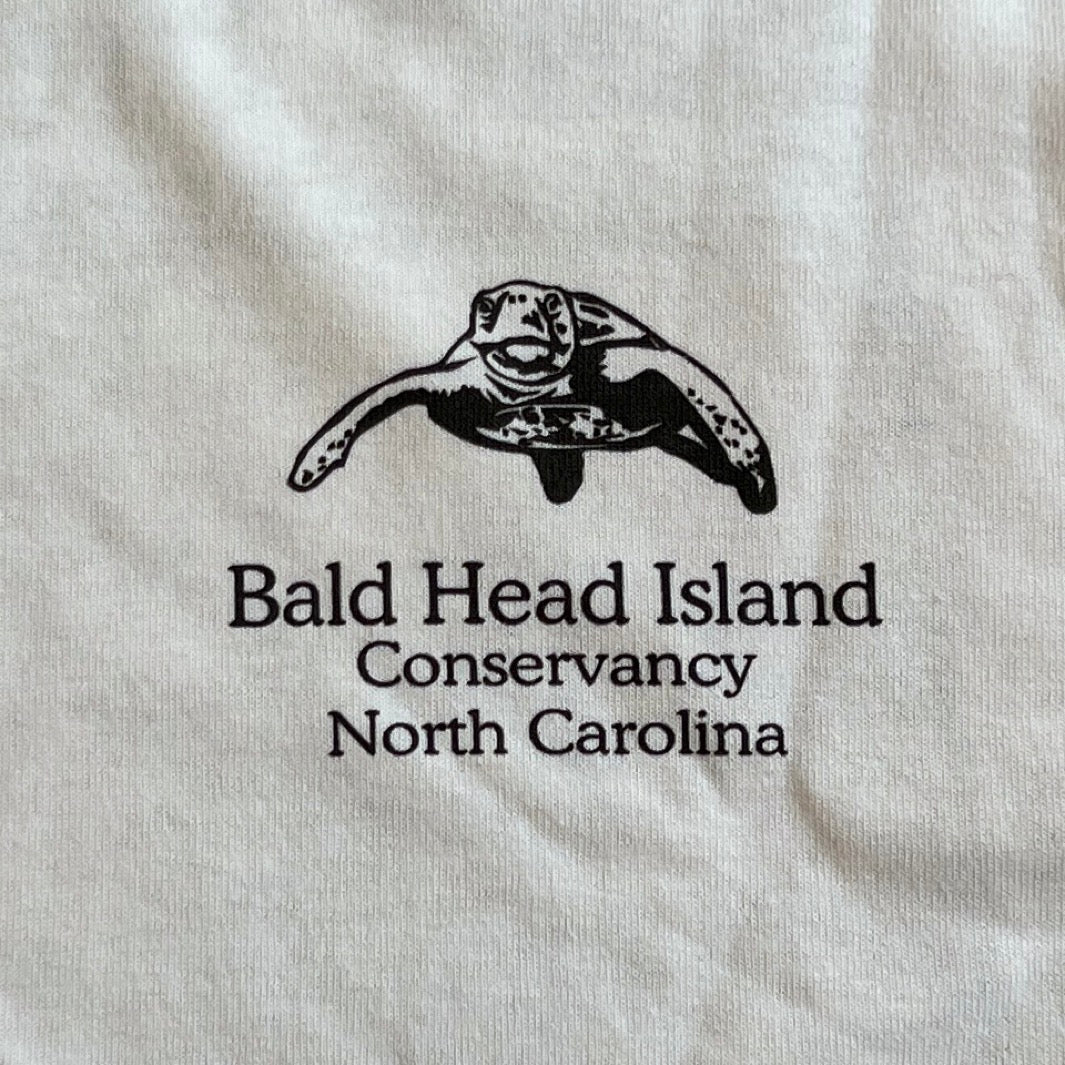 Bald Head Island
Conservancy
North Carolina